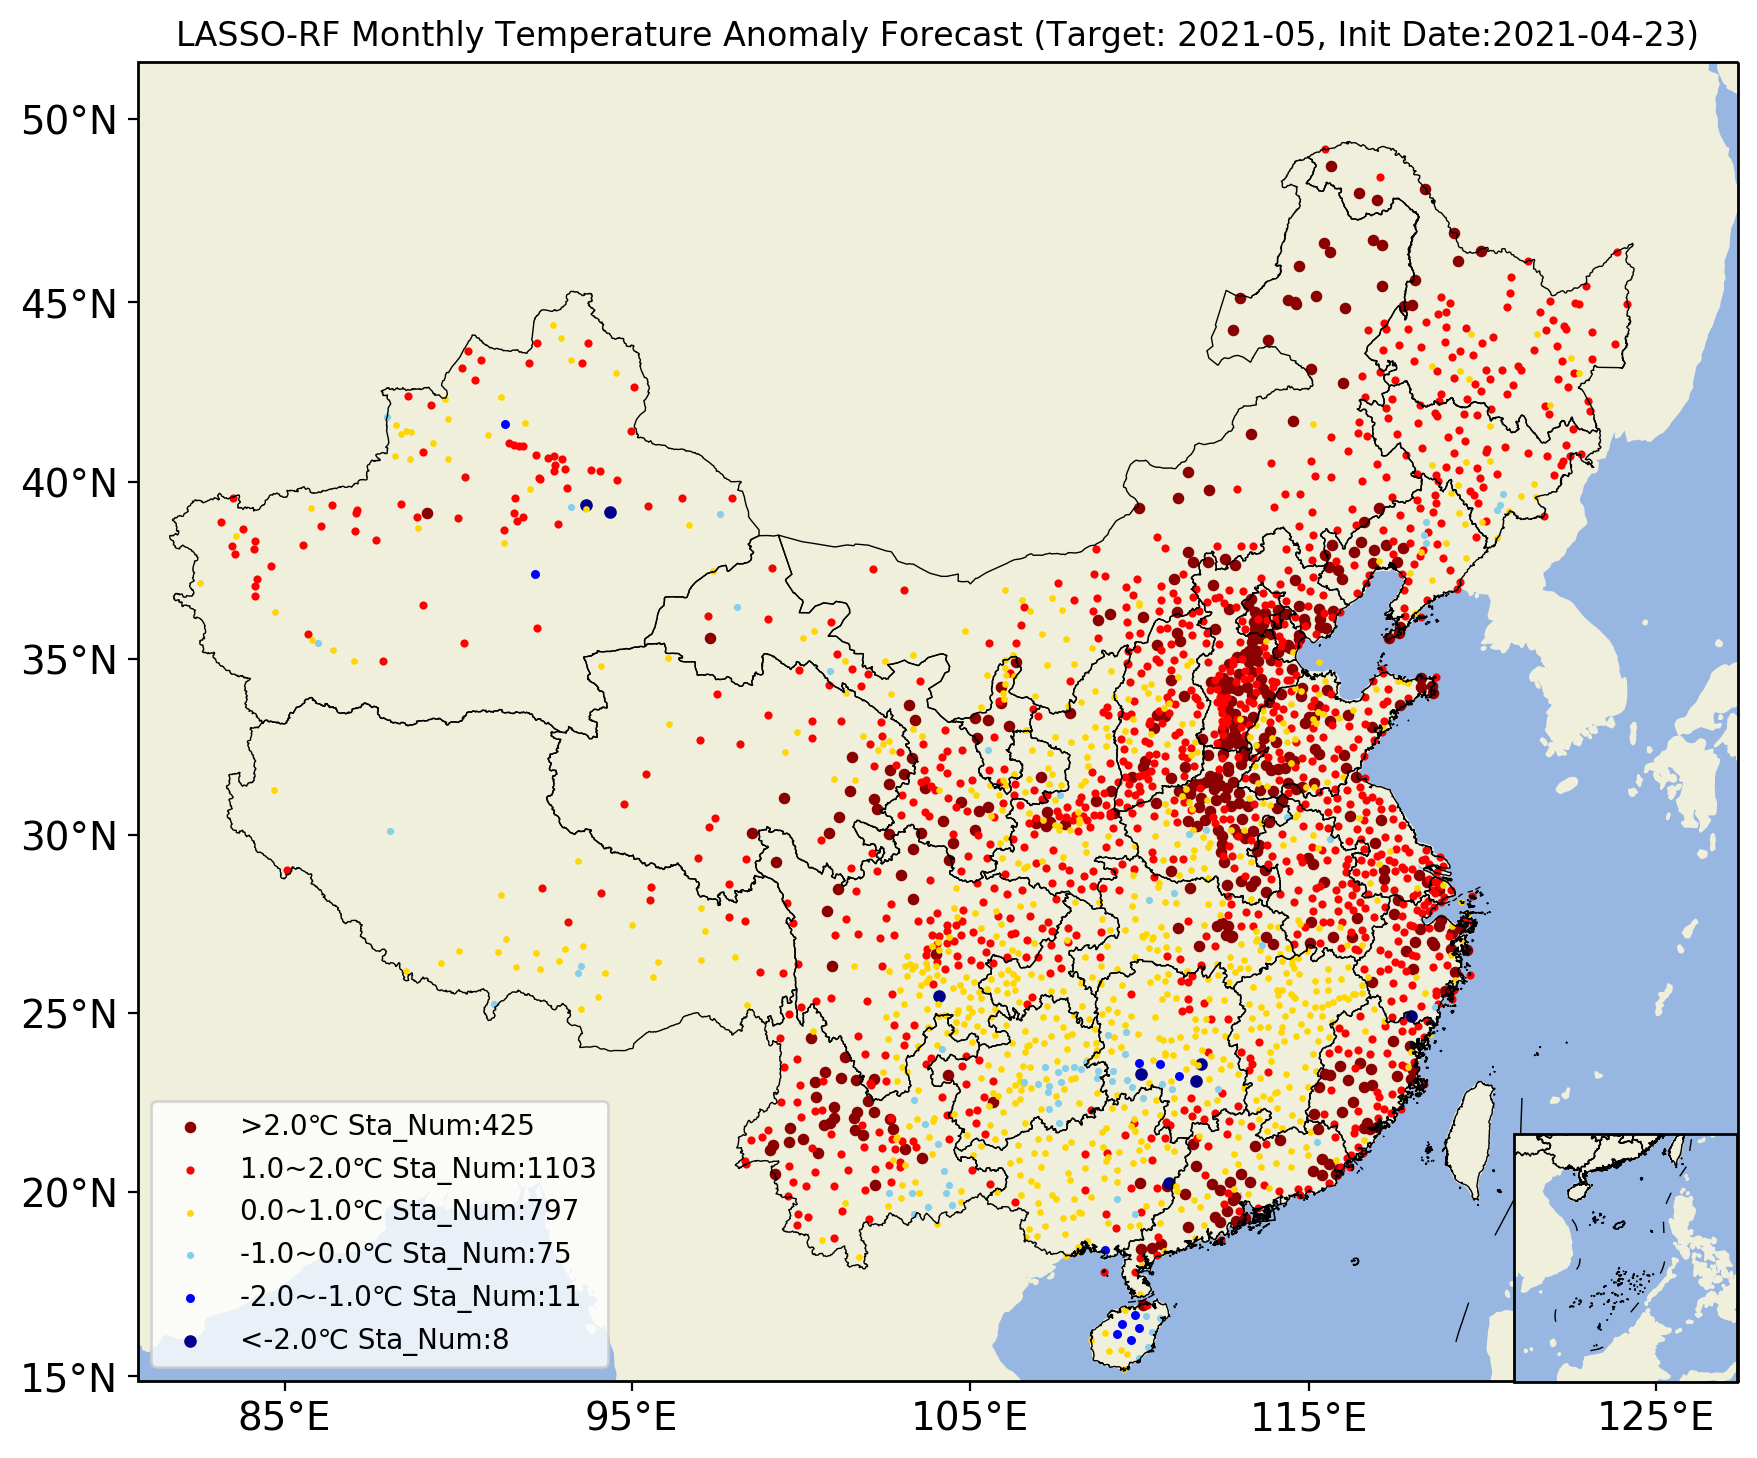 LASSO-RF Monthly Temperature Anomaly Forecast (Target: 2021-05, Init Date:2021-04-23)
50°N
45°N
40°N
35°N
30°N
25°N
20°N
15°N
>2.0℃ Sta_Num:425
1.0~2.0℃ Sta_Num:1103
0.0~1.0℃ Sta_Num:797
-1.0~0.0℃ Sta_Num:75
-2.0~-1.0℃ Sta_Num:11
<-2.0℃ Sta_Num:8
85°E 95°E 105°E 115°E 125°E